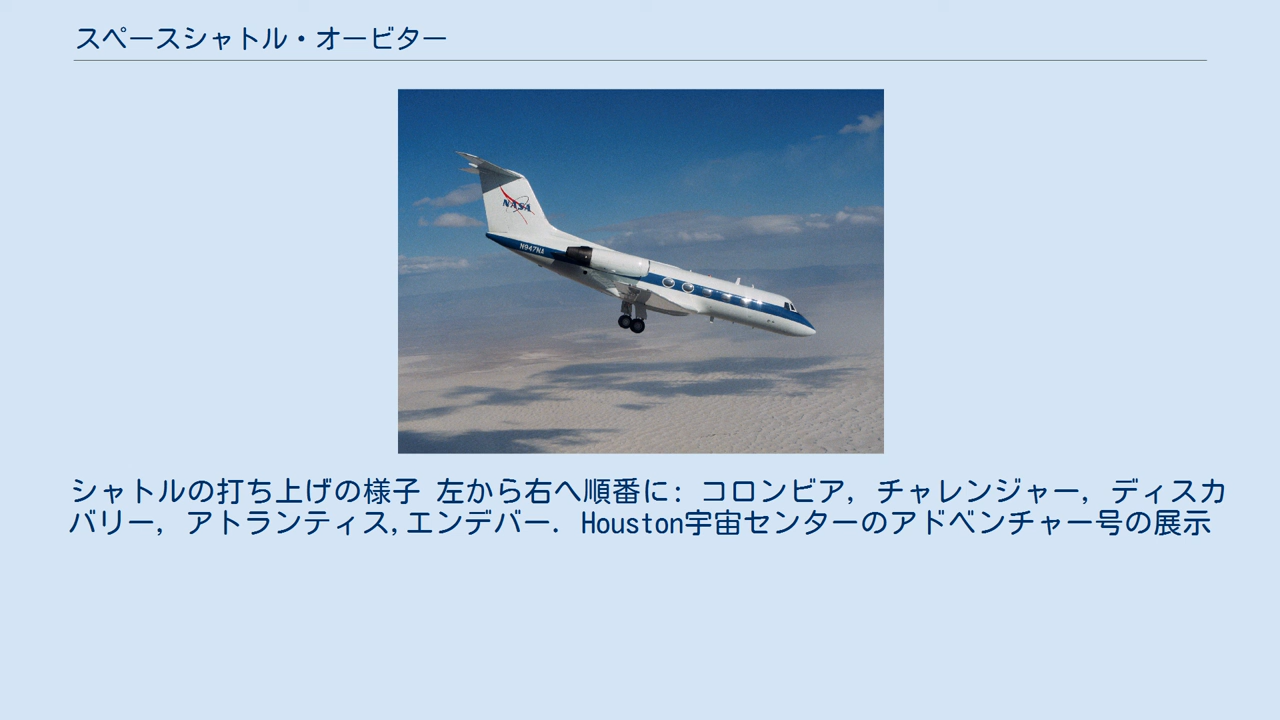 スペースシャトル・オービター
NASA
N947NA
シャトルの打ち上げの様子 左から右へ順番に: コロンビア, チャレンジャー, ディスカ
バリー, アトランティス,エンデバー. Houston宇宙センターのアドベンチャー号の展示